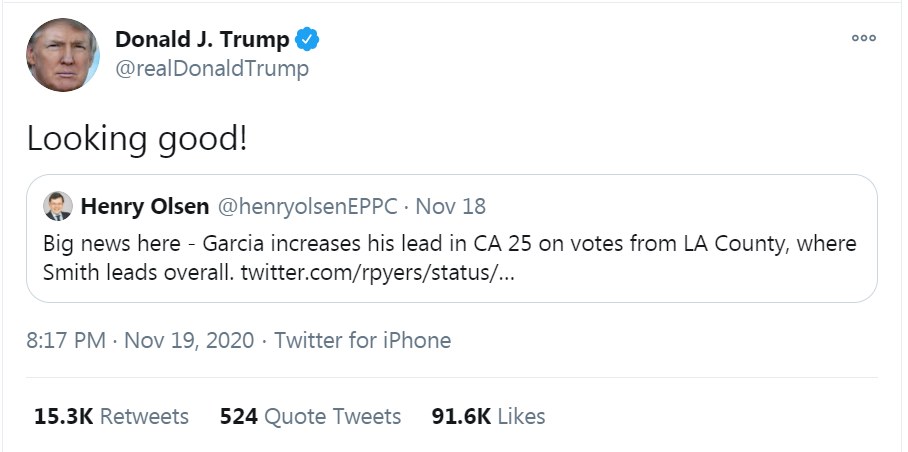 Donald J. Trump
@realDonaldTrump
Looking good!
Henry Olsen @henryolsenEPPC · Nov 18
Big news here - Garcia increases his lead in CA 25 on votes from LA County, where
Smith leads overall. twitter.com/rpyers/status/...
8:17 PM · Nov 19, 2020 · Twitter for iPhone
15.3K Retweets 524 Quote Tweets 91.6K Likes